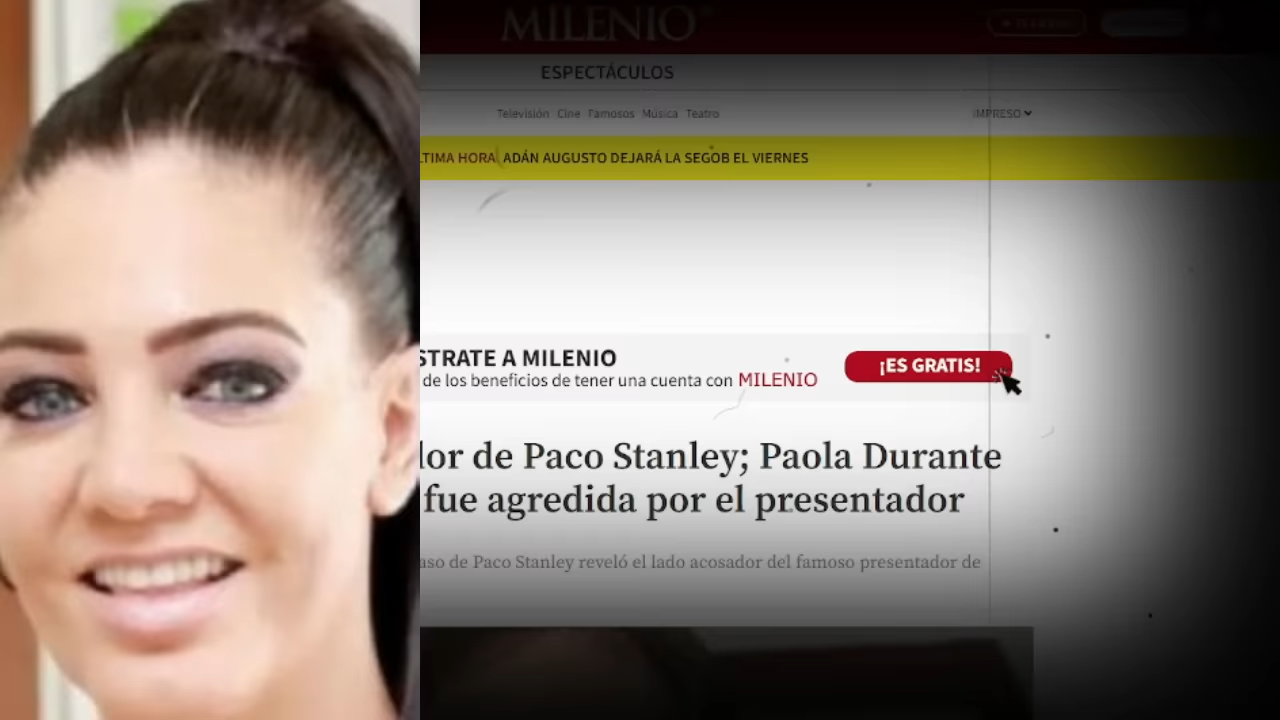 MILENIO
ESPECTÁCULOS
Televisión Cine Famosos Música Teatro
IMPRESO
LTIMA HORA ADÁN AUGUSTO DEJARÁ LA SEGOB EL VIERNES
STRATE A MILENIO
de los beneficios de tener una cuenta con MILENIO
¡ES GRATIS!
dor de Paco Stanley; Paola Durante
fue agredida por el presentador
aso de Paco Stanley reveló el lado acosador del famoso presentador de